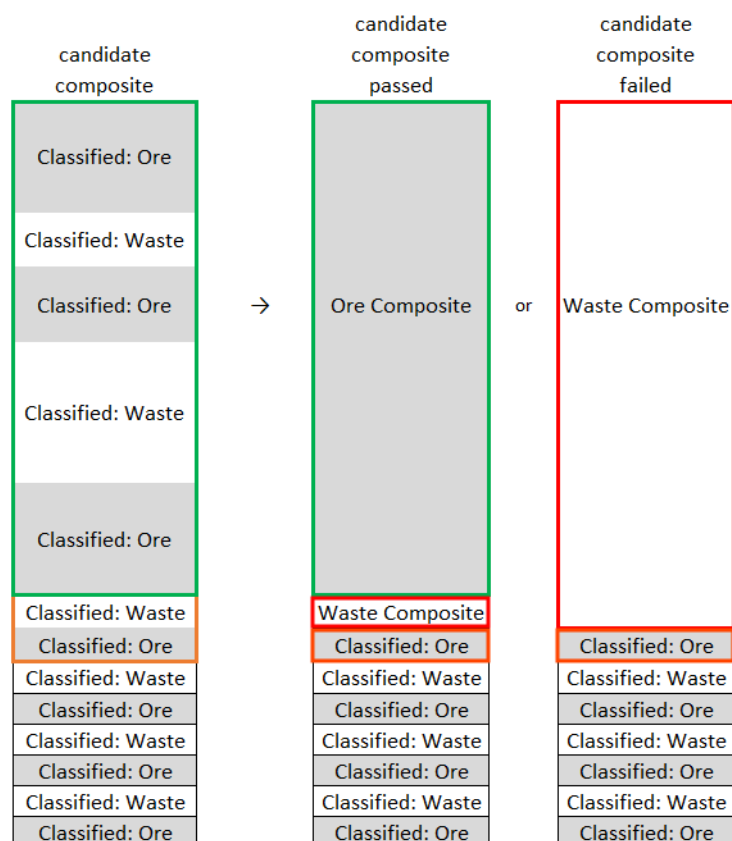 candidate
composite
candidate
composite
passed
candidate
composite
failed
Classified: Ore
Classified: Waste
Classified: Ore
Classified: Waste
Classified: Ore
Classified: Waste
Classified: Ore
Classified: Waste
Classified: Ore
Classified: Waste
Classified: Ore
Classified: Waste
Classified: Ore
→
Ore Composite
Waste Composite
Classified: Ore
Classified: Waste
Classified: Ore
Classified: Waste
Classified: Ore
Classified: Waste
Classified: Ore
or
Waste Composite
Classified: Ore
Classified: Waste
Classified: Ore
Classified: Waste
Classified: Ore
Classified: Waste
Classified: Ore